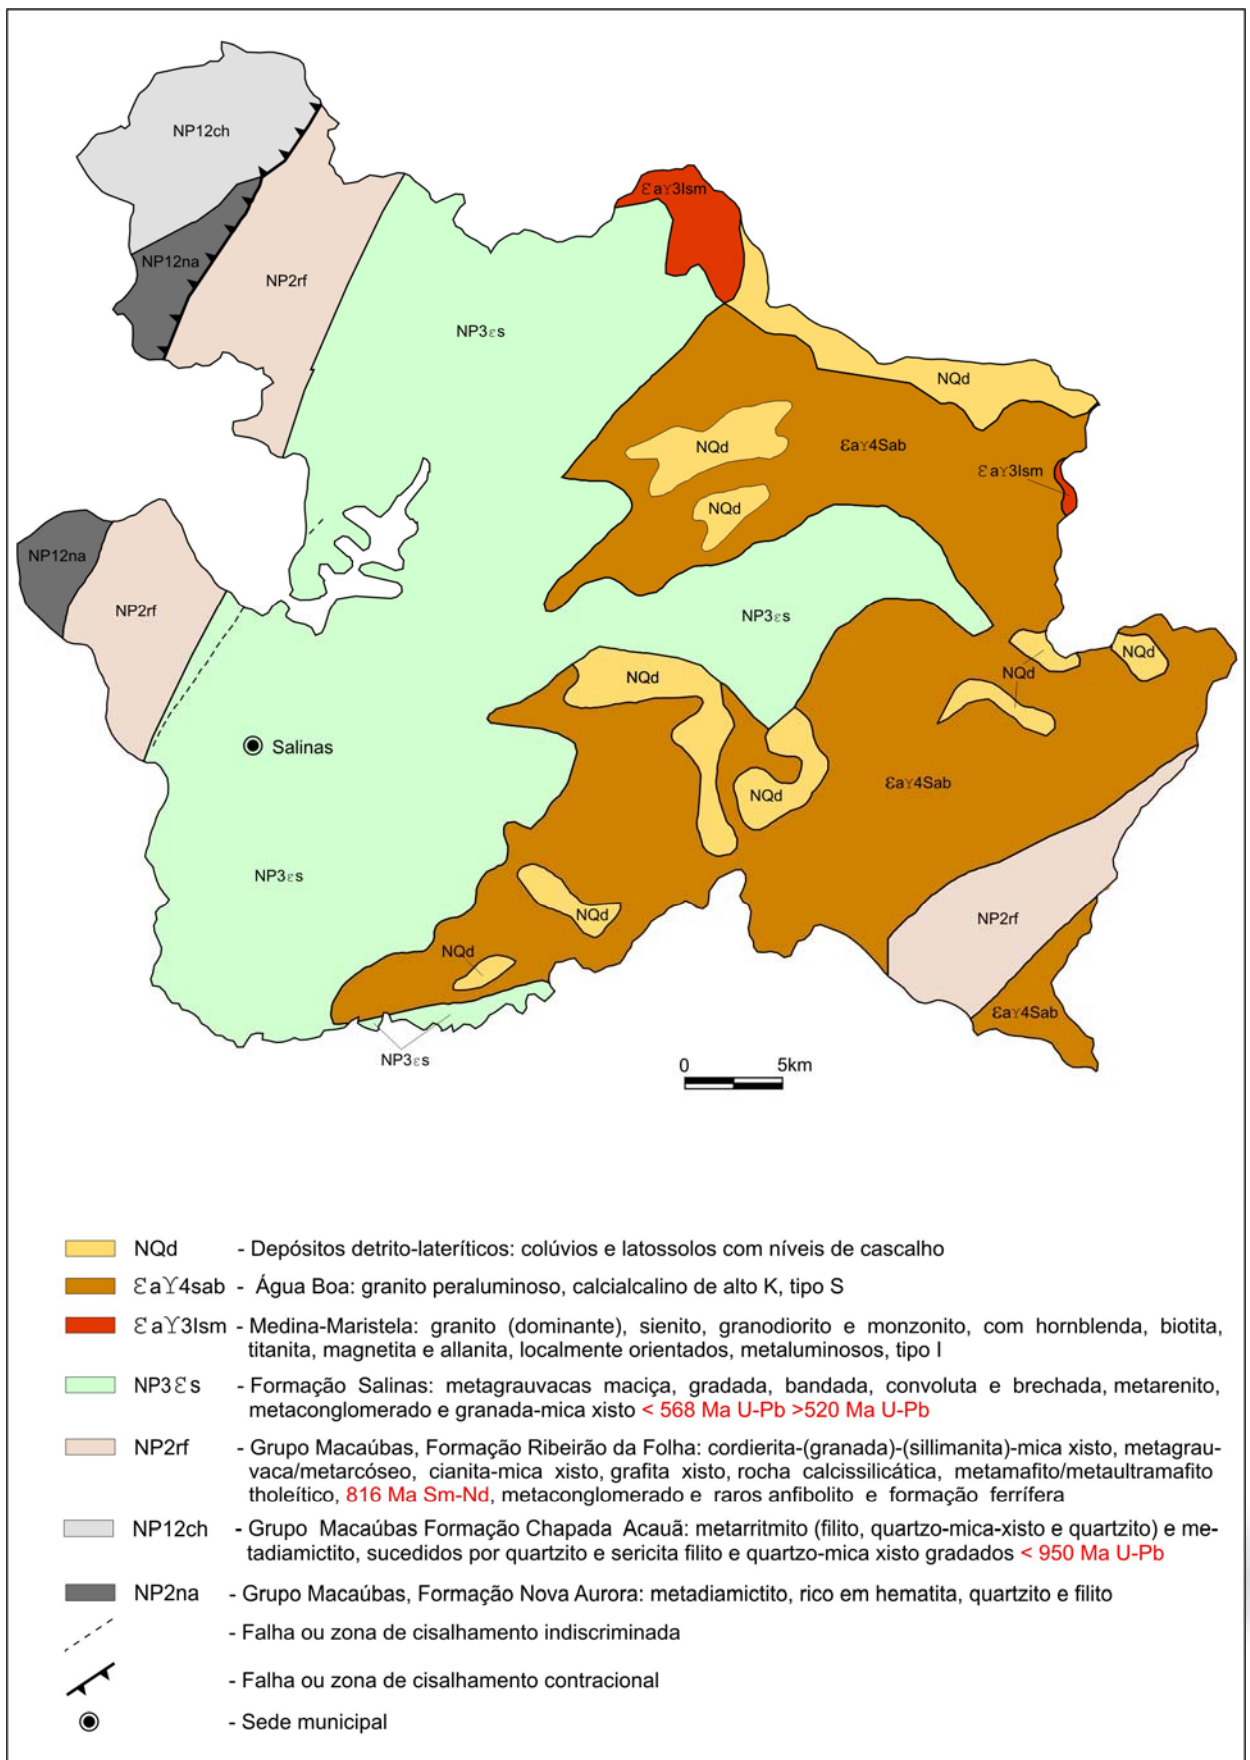 NP12ch
Ɛaϒ3Ism
NP12na
NP2rf
NP3εs
NQd
NQd
Ɛaϒ4Sab
Ɛaϒ3Ism
NQd
NP12na
NP2rf
NP3εs
NQd
NQd
NQd
Salinas
Ɛaϒ4Sab
NQd
NP3εs
NQd
NP2rf
NQd
Ɛaϒ4Sab
NP3εs
0 5km
NQd - Depósitos detrito-lateríticos: colúvios e latossolos com níveis de cascalho
Ɛaϒ4sab - Água Boa: granito peraluminoso, calcialcalino de alto K, tipo S
Ɛaϒ3Ism - Medina-Maristela: granito (dominante), sienito, granodiorito e monzonito, com hornblenda, biotita,
titanita, magnetita e allanita, localmente orientados, metaluminosos, tipo I
NP3Ɛs - Formação Salinas: metagrauvacas maciça, gradada, bandada, convoluta e brechada, metarenito,
metaconglomerado e granada-mica xisto < 568 Ma U-Pb >520 Ma U-Pb
NP2rf - Grupo Macaúbas, Formação Ribeirão da Folha: cordierita-(granada)-(sillimanita)-mica xisto, metagrau-
vaca/metarcóseo, cianita-mica xisto, grafita xisto, rocha calcissilicática, metamafito/metaultramafito
tholeítico, 816 Ma Sm-Nd, metaconglomerado e raros anfibolito e formação ferrífera
NP12ch - Grupo Macaúbas Formação Chapada Acauã: metarritmito (filito, quartzo-mica-xisto e quartzito) e me-
tadiamictito, sucedidos por quartzito e sericita filito e quartzo-mica xisto gradados < 950 Ma U-Pb
NP2na - Grupo Macaúbas, Formação Nova Aurora: metadiamictito, rico em hematita, quartzito e filito
- Falha ou zona de cisalhamento indiscriminada
- Falha ou zona de cisalhamento contracional
- Sede municipal